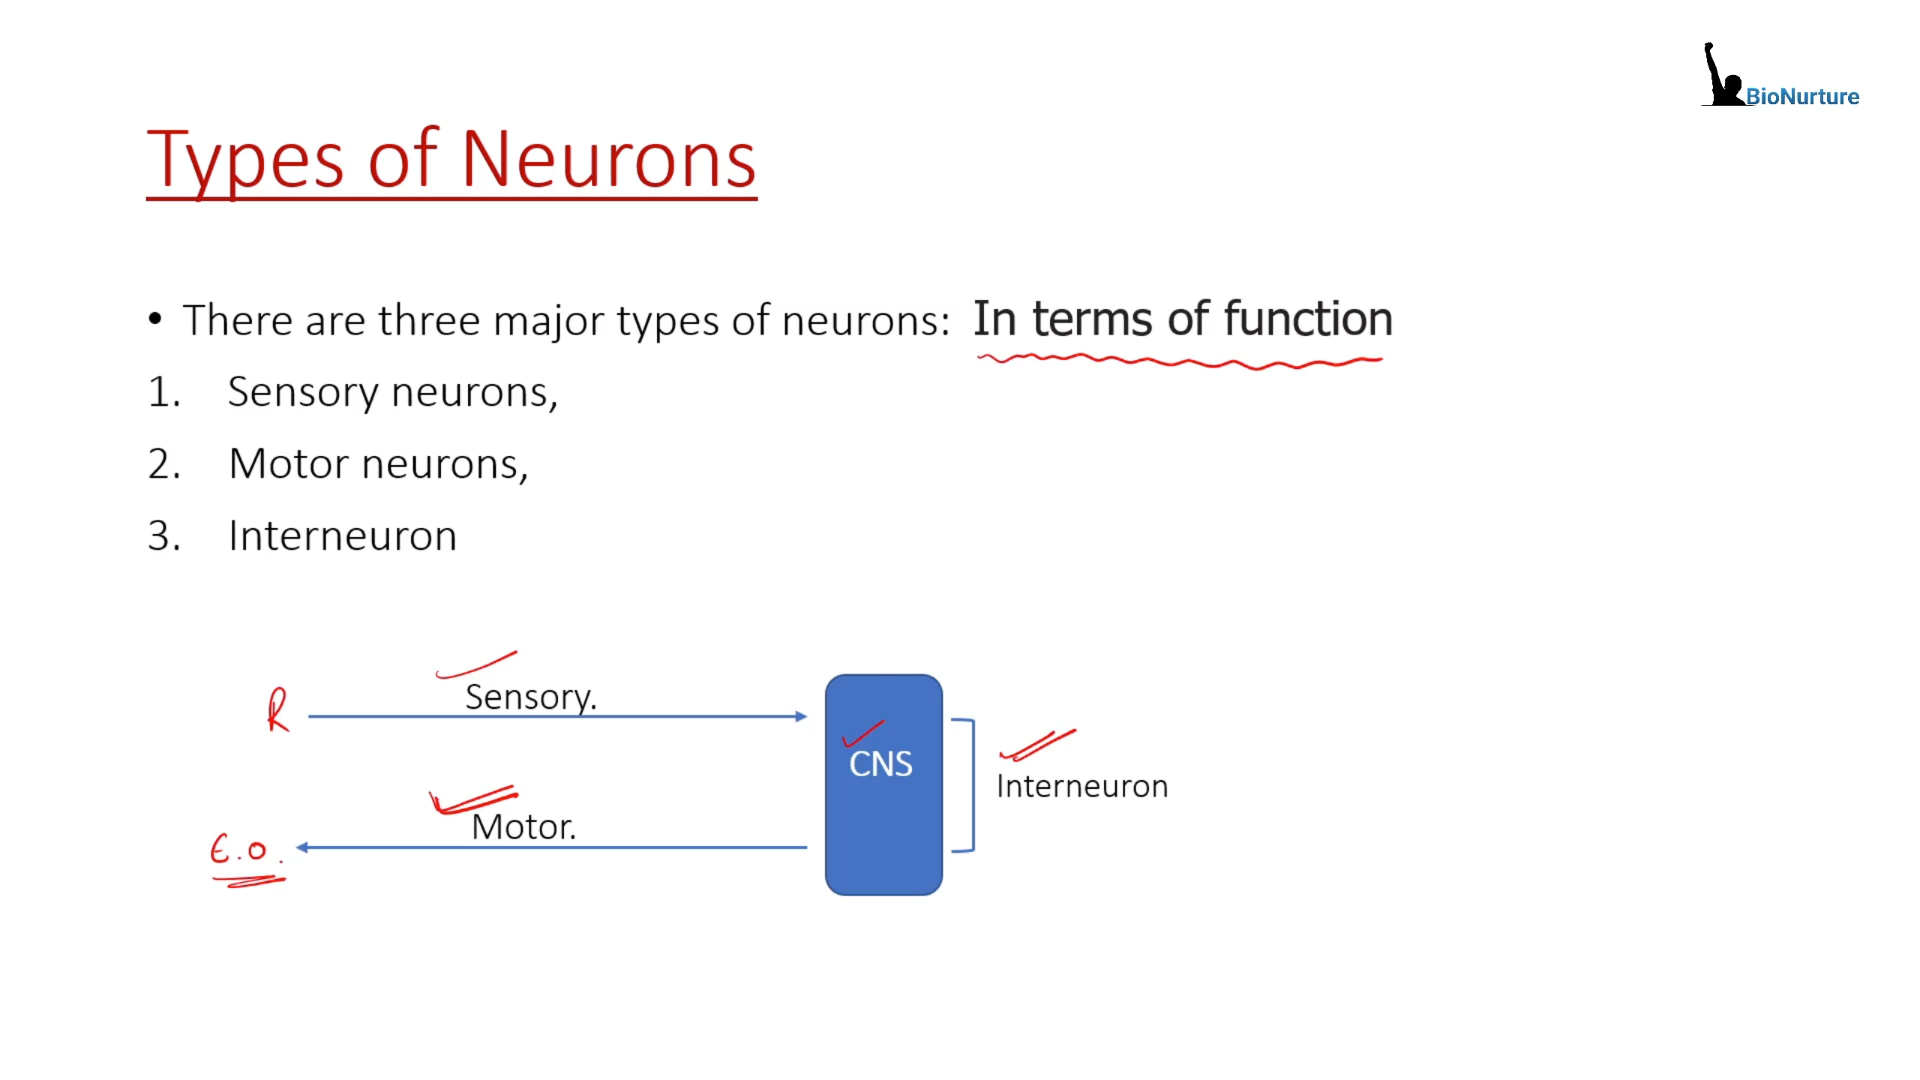 BioNurture
Types of Neurons
• There are three major types of neurons: In terms of function
1. Sensory neurons,
2. Motor neurons,
3. Interneuron
R
Sensory.
CNS
Interneuron
Motor.
E.O.